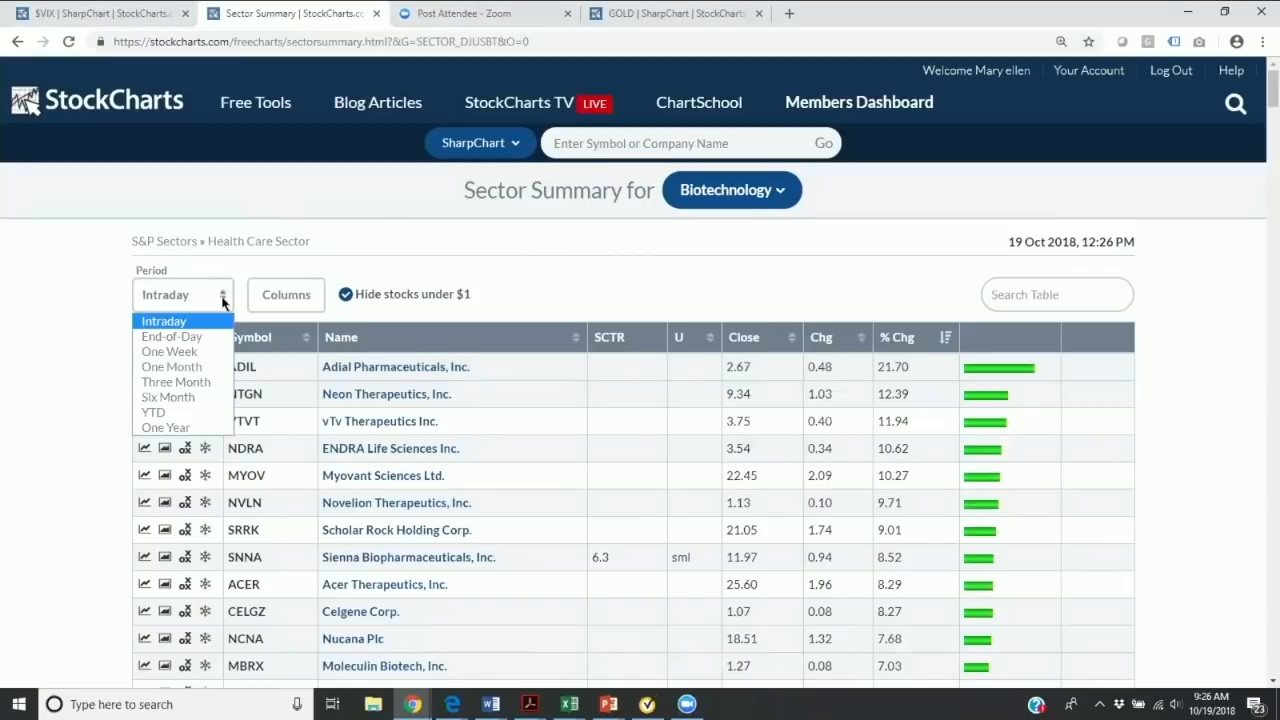 $VIX | SharpChart | StockCharts.c
Sector Summary | StockCharts.co
Post Attendee - Zoom
GOLD | SharpChart | StockCharts
https://stockcharts.com/freecharts/sectorsummary.html?&G=SECTOR_DJUSBT&O=0
Welcome Mary ellen
Your Account
Log Out
Help
StockCharts
Free Tools
Blog Articles
StockCharts TV LIVE
ChartSchool
Members Dashboard
SharpChart
Enter Symbol or Company Name
Go
Sector Summary for Biotechnology
S&P Sectors » Health Care Sector
19 Oct 2018, 12:26 PM
Period
Intraday
Columns
Hide stocks under $1
Search Table
Intraday
End-of-Day
One Week
One Month
Three Month
Six Month
YTD
One Year
ymbol Name SCTR U Close Chg % Chg
ADIL Adial Pharmaceuticals, Inc. 2.67 0.48 21.70
NTGN Neon Therapeutics, Inc. 9.34 1.03 12.39
VTVT vTv Therapeutics Inc. 3.75 0.40 11.94
NDRA ENDRA Life Sciences Inc. 3.54 0.34 10.62
MYOV Myovant Sciences Ltd. 22.45 2.09 10.27
NVLN Novelion Therapeutics, Inc. 1.13 0.10 9.71
SRRK Scholar Rock Holding Corp. 21.05 1.74 9.01
SNNA Sienna Biopharmaceuticals, Inc. 6.3 sml 11.97 0.94 8.52
ACER Acer Therapeutics, Inc. 25.60 1.96 8.29
CELGZ Celgene Corp. 1.07 0.08 8.27
NCNA Nucana Plc 18.51 1.32 7.68
MBRX Moleculin Biotech, Inc. 1.27 0.08 7.03
Type here to search
9:26 AM
10/19/2018
23